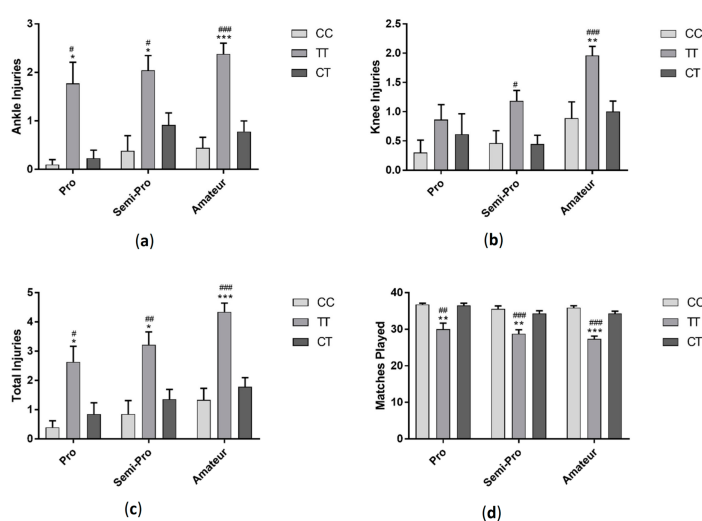 Ankle Injuries
3
2
1
0
#
*
#
*
###
***
Pro
Semi-Pro
Amateur
CC
TT
CT
(a)
Knee Injuries
2.5
2.0
1.5
1.0
0.5
0.0
#
###
**
Pro
Semi-Pro
Amateur
CC
TT
CT
(b)
Total Injuries
5
4
3
2
1
0
#
*
##
*
###
***
Pro
Semi-Pro
Amateur
CC
TT
CT
(c)
Matches Played
40
30
20
10
0
##
**
###
**
###
***
Pro
Semi-Pro
Amateur
CC
TT
CT
(d)